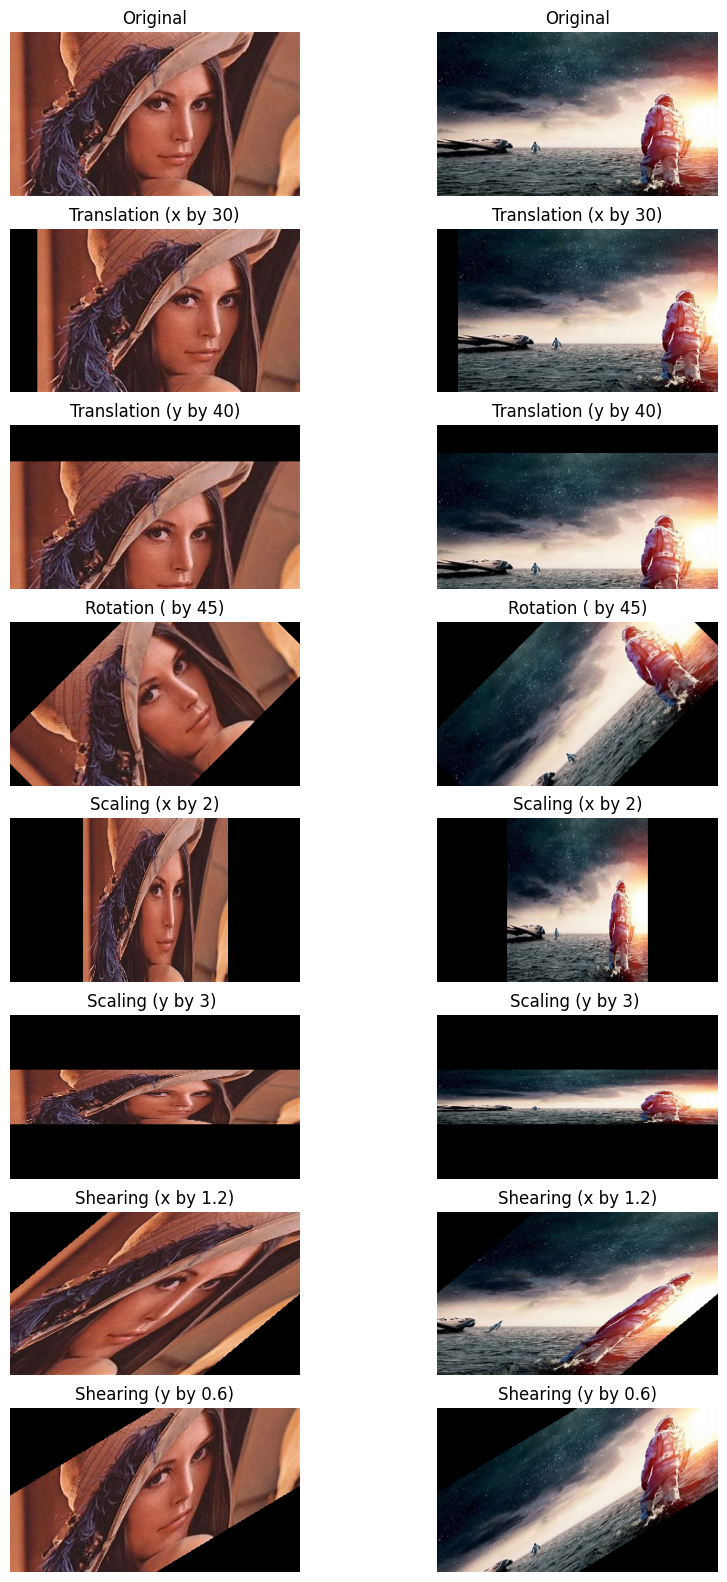 Original
Original
Translation (x by 30)
Translation (x by 30)
Translation (y by 40)
Translation (y by 40)
Rotation ( by 45)
Rotation ( by 45)
Scaling (x by 2)
Scaling (x by 2)
Scaling (y by 3)
Scaling (y by 3)
Shearing (x by 1.2)
Shearing (x by 1.2)
Shearing (y by 0.6)
Shearing (y by 0.6)